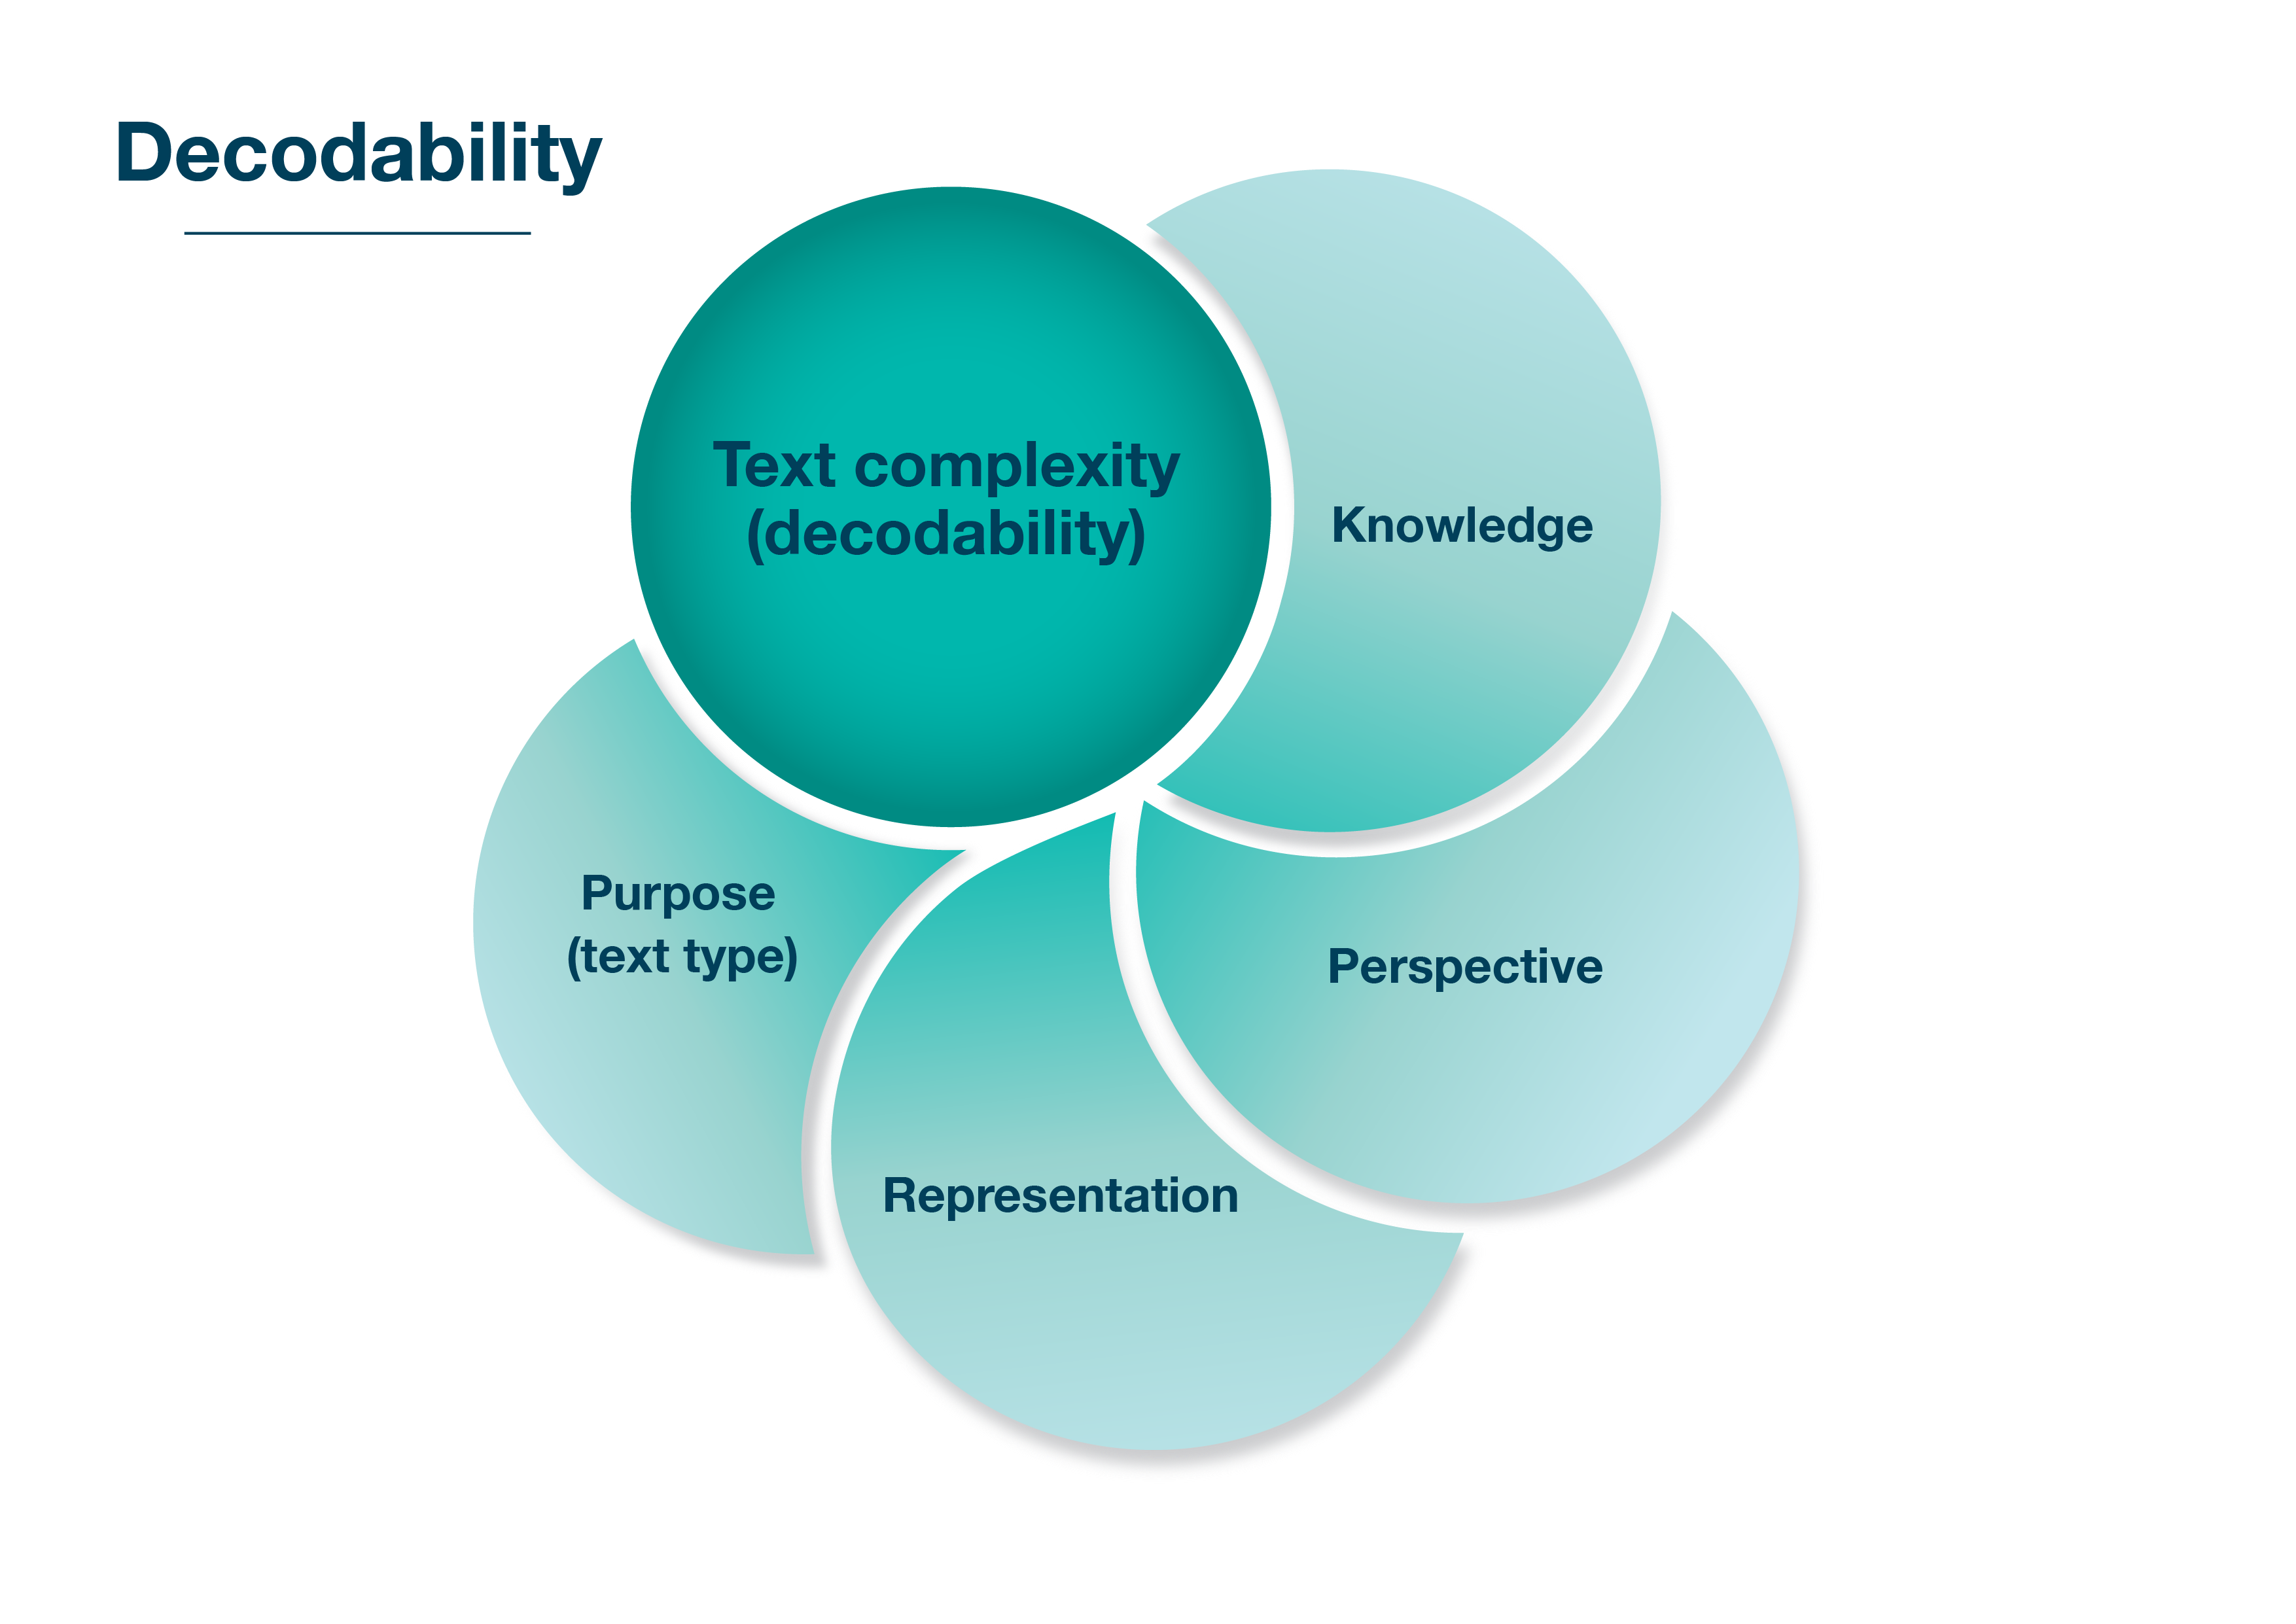 Decodability
Text complexity
(decodability)
Knowledge
Purpose
(text type)
Perspective
Representation